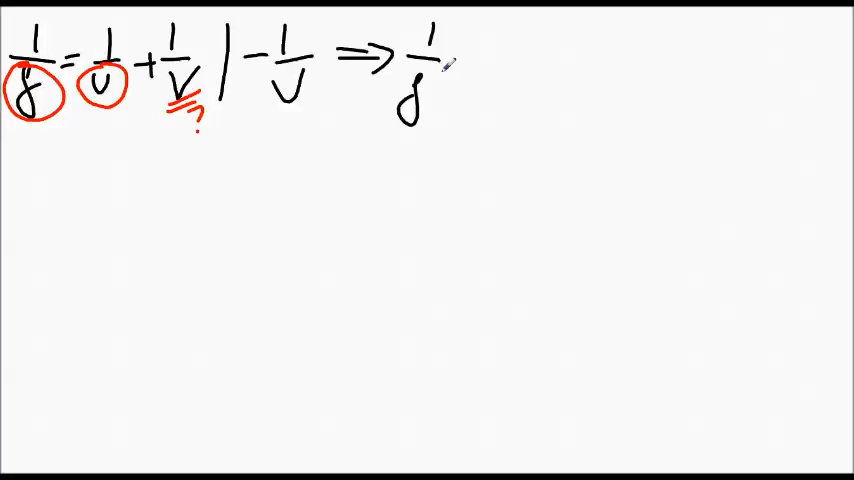 1/f = 1/u + 1/v | - 1/u ⇒ 1/f
?